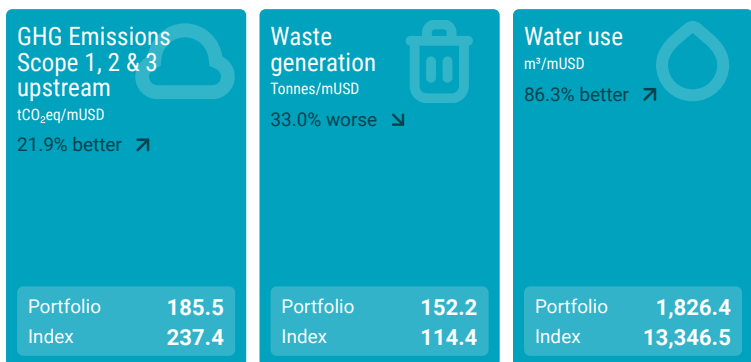 GHG Emissions
Scope 1, 2 & 3
upstream
tCO₂eq/mUSD
21.9% better
Portfolio 185.5
Index 237.4
Waste
generation
Tonnes/mUSD
33.0% worse
Portfolio 152.2
Index 114.4
Water use
m³/mUSD
86.3% better
Portfolio 1,826.4
Index 13,346.5